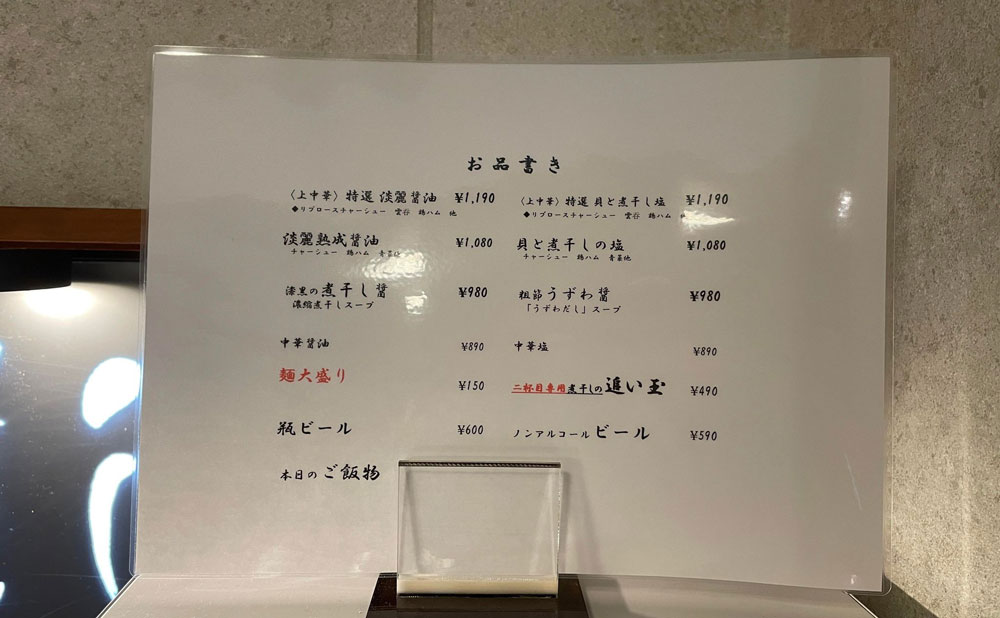 お品書き
〈上中華〉特選 淡麗醤油 ¥1,190
◆リブロースチャーシュー 雲呑 鶏ハム 他
淡麗熟成醤油 ¥1,080
チャーシュー 鶏ハム 青菜他
漆黒の煮干し醬 ¥980
濃縮煮干しスープ
中華醤油 ¥890
麺大盛り ¥150
瓶ビール ¥600
本日のご飯物
〈上中華〉特選 貝と煮干し塩 ¥1,190
◆リブロースチャーシュー 雲呑 鶏ハム 他
貝と煮干しの塩 ¥1,080
チャーシュー 鶏ハム 青菜他
粗節うずわ醬 ¥980
「うずわだし」スープ
中華塩 ¥890
二杯目専用煮干しの追い玉 ¥490
ノンアルコールビール ¥590